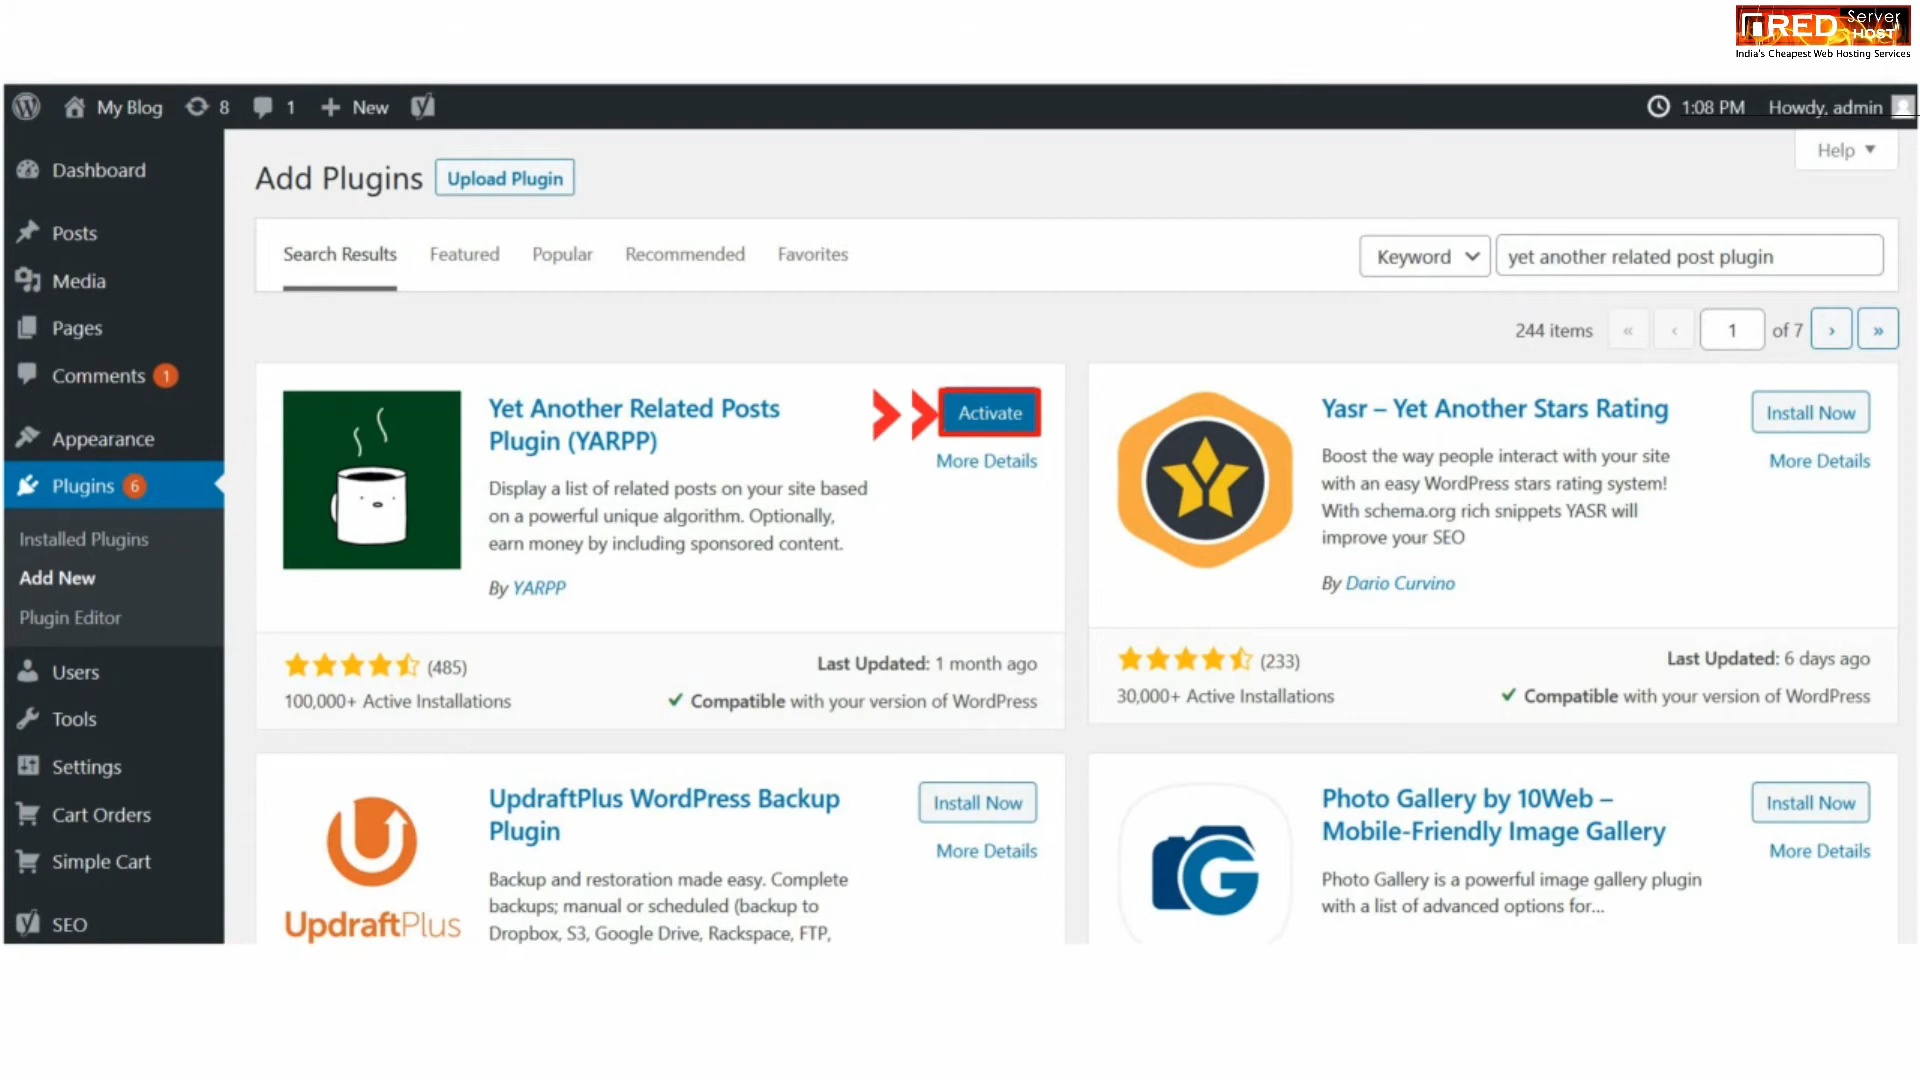 RED Server HOST
India's Cheapest Web Hosting Services
My Blog 8 1 New 1:08 PM Howdy, admin
Help
Dashboard
Posts
Media
Pages
Comments 1
Appearance
Plugins 6
Installed Plugins
Add New
Plugin Editor
Users
Tools
Settings
Cart Orders
Simple Cart
SEO
Add Plugins Upload Plugin
Search Results Featured Popular Recommended Favorites Keyword yet another related post plugin
244 items « ‹ 1 of 7 › »
Yet Another Related Posts
Plugin (YARPP)
Activate
More Details
Display a list of related posts on your site based
on a powerful unique algorithm. Optionally,
earn money by including sponsored content.
By YARPP
(485)
Last Updated: 1 month ago
100,000+ Active Installations
Compatible with your version of WordPress
Yasr – Yet Another Stars Rating
Install Now
More Details
Boost the way people interact with your site
with an easy WordPress stars rating system!
With schema.org rich snippets YASR will
improve your SEO
By Dario Curvino
(233)
Last Updated: 6 days ago
30,000+ Active Installations
Compatible with your version of WordPress
UpdraftPlus
UpdraftPlus WordPress Backup
Plugin
Install Now
More Details
Backup and restoration made easy. Complete
backups; manual or scheduled (backup to
Dropbox, S3, Google Drive, Rackspace, FTP,
Photo Gallery by 10Web –
Mobile-Friendly Image Gallery
Install Now
More Details
Photo Gallery is a powerful image gallery plugin
with a list of advanced options for...